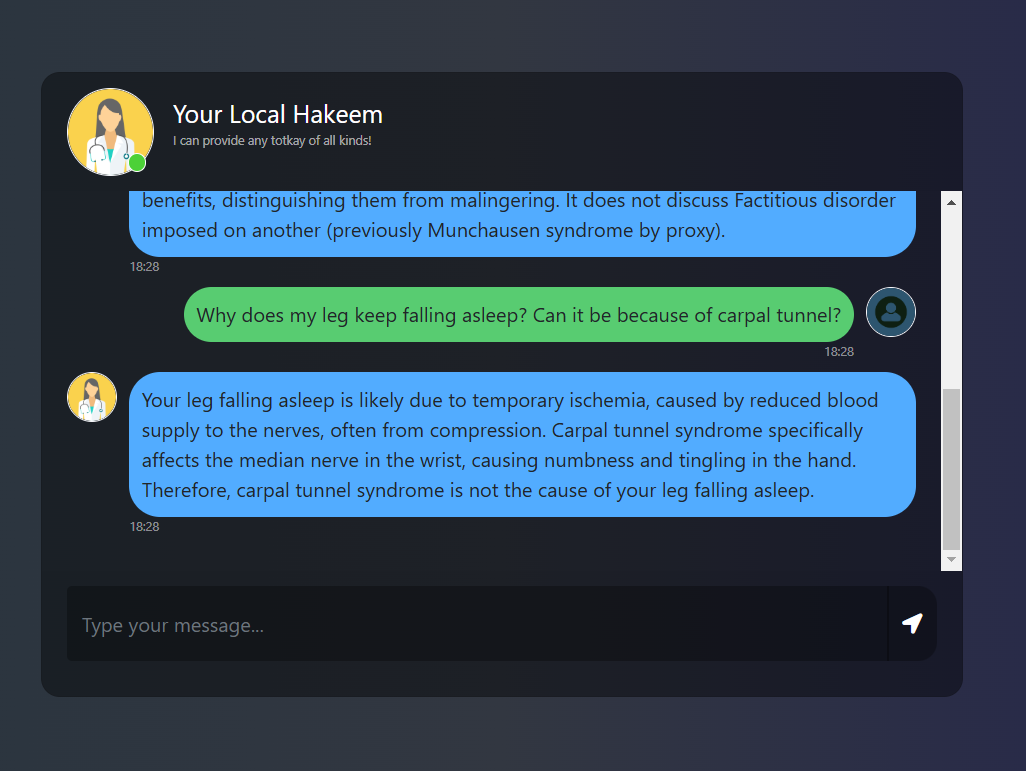 Your Local Hakeem
I can provide any totkay of all kinds!
benefits, distinguishing them from malingering. It does not discuss Factitious disorder
imposed on another (previously Munchausen syndrome by proxy).
18:28
Why does my leg keep falling asleep? Can it be because of carpal tunnel?
18:28
Your leg falling asleep is likely due to temporary ischemia, caused by reduced blood
supply to the nerves, often from compression. Carpal tunnel syndrome specifically
affects the median nerve in the wrist, causing numbness and tingling in the hand.
Therefore, carpal tunnel syndrome is not the cause of your leg falling asleep.
18:28
Type your message...